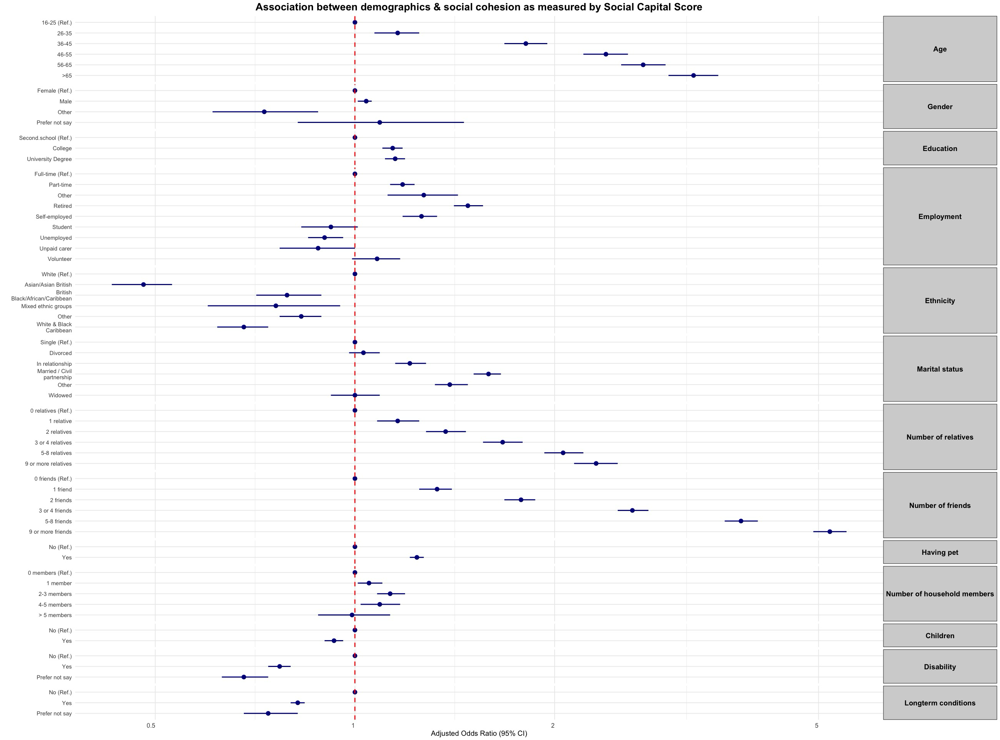 Association between demographics & social cohesion as measured by Social Capital Score
16-25 (Ref.)
26-35
36-45
46-55
56-65
>65
Age
Female (Ref.)
Male
Other
Prefer not say
Gender
Second.school (Ref.)
College
University Degree
Education
Full-time (Ref.)
Part-time
Other
Retired
Self-employed
Student
Unemployed
Unpaid carer
Volunteer
Employment
White (Ref.)
Asian/Asian British
British
Black/African/Caribbean
Mixed ethnic groups
Other
White & Black
Caribbean
Ethnicity
Single (Ref.)
Divorced
In relationship
Married / Civil
partnership
Other
Widowed
Marital status
0 relatives (Ref.)
1 relative
2 relatives
3 or 4 relatives
5-8 relatives
9 or more relatives
Number of relatives
0 friends (Ref.)
1 friend
2 friends
3 or 4 friends
5-8 friends
9 or more friends
Number of friends
No (Ref.)
Yes
Having pet
0 members (Ref.)
1 member
2-3 members
4-5 members
> 5 members
Number of household members
No (Ref.)
Yes
Children
No (Ref.)
Yes
Prefer not say
Disability
No (Ref.)
Yes
Prefer not say
Longterm conditions
0.5 1 2 5
Adjusted Odds Ratio (95% CI)